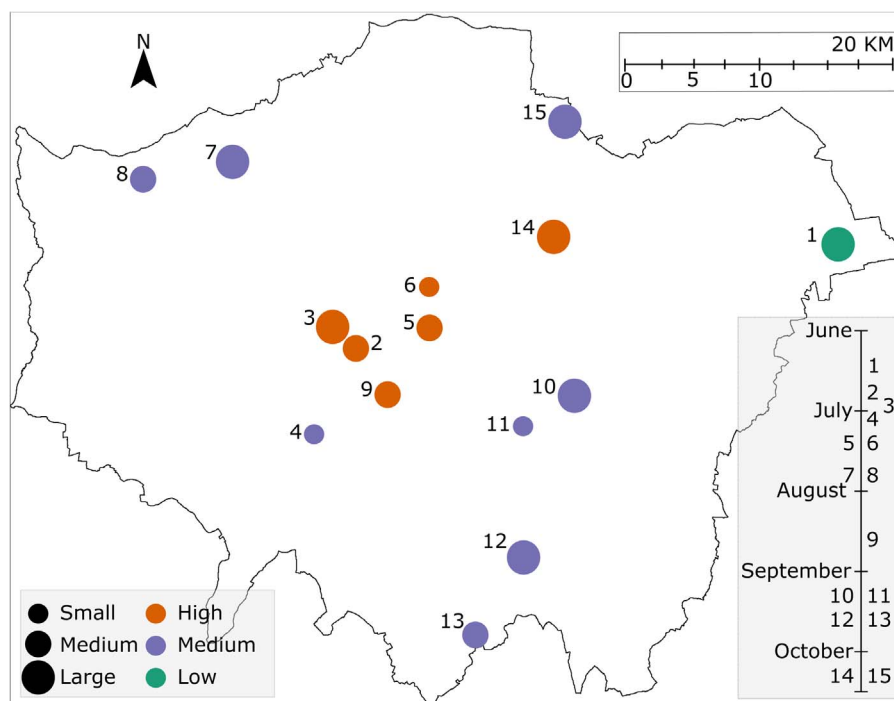 N
20 KM
0 5 10
15
7
8
14
1
6
3
5
2
9
10
11
4
12
13
June
1
2
3
July
4
5 6
7 8
August
9
September
10 11
12 13
October
14 15
Small High
Medium Medium
Large Low